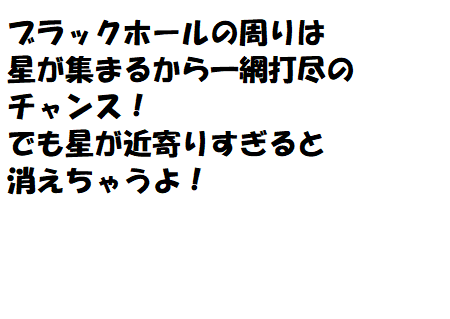 ブラックホールの周りは
星が集まるから一網打尽の
チャンス！
でも星が近寄りすぎると
消えちゃうよ！